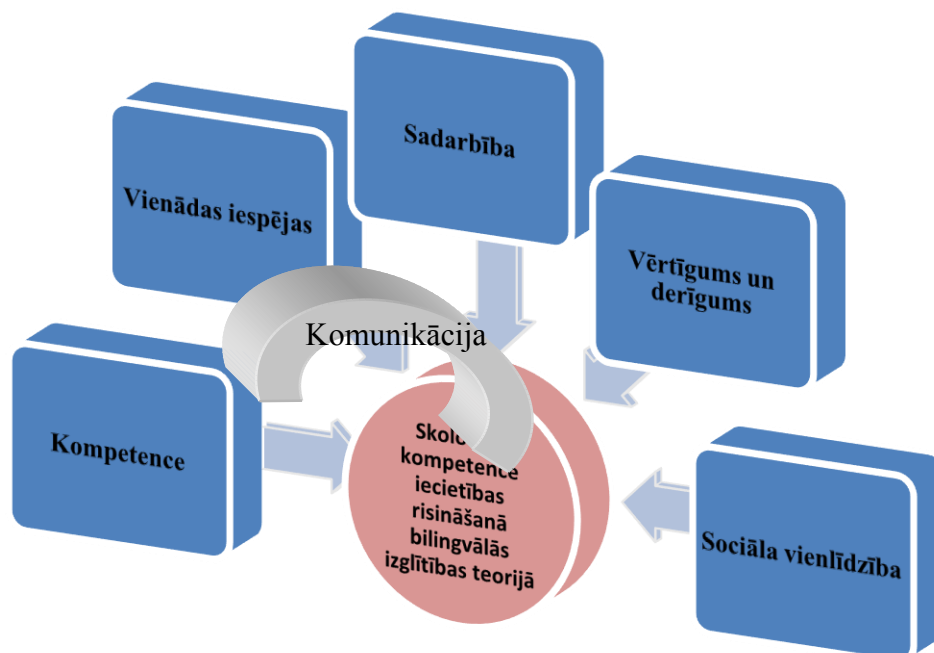 Sadarbība
Vienādas iespējas
Vērtīgums un
derīgums
Komunikācija
Kompetence
kompetence
iecietības
risināšanā
bilingvālās
izglītības teorijā
Sociāla vienlīdzība